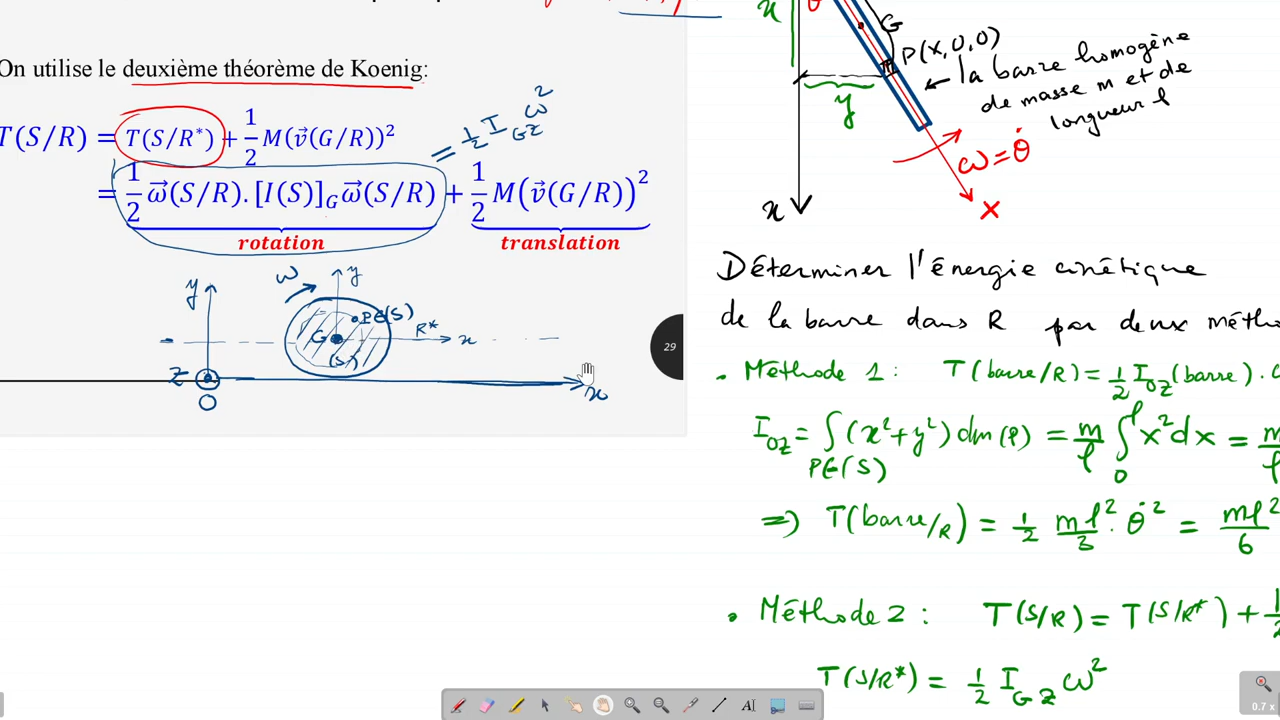 On utilise le deuxième théorème de Koenig:
T(S/R) = T(S/R*) + 1/2 M(v⃗(G/R))²
= 1/2 I_GZ ω²
= 1/2 ω⃗(S/R).[I(S)]_G ω⃗(S/R) + 1/2 M(v⃗(G/R))²
rotation translation
y
ω
y
P∈(S)
R*
G
x
(S)
Z
O
x
29
x
θ
G
P(X,0,0)
la barre homogène
de masse m et de
longueur l
y
ω = θ̇
x
X
Déterminer l'énergie cinétique
de la barre dans R par deux
• Méthode 1 : T(barre/R) = 1/2 I_OZ(barre).
I_OZ = ∫_{P∈(S)} (x²+y²) dm(P) = m/l ∫_0^l X² dX =
=> T(barre/R) = 1/2 ml²/3 . θ̇² = ml²/6
• Méthode 2 : T(S/R) = T(S/R*) +
T(S/R*) = 1/2 I_GZ ω²
0.7 x